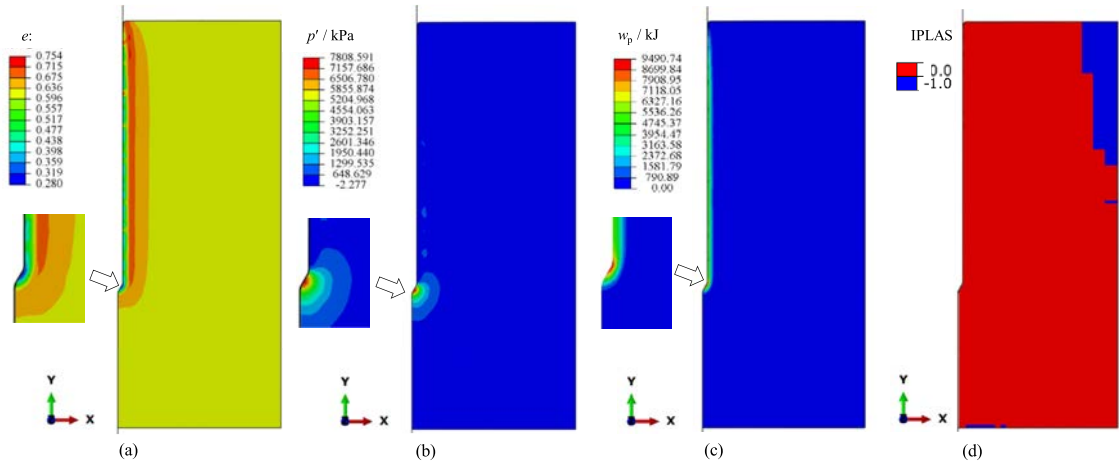 e:
0.754
0.715
0.675
0.636
0.596
0.557
0.517
0.477
0.438
0.398
0.359
0.319
0.280
Y
X
(a)
p′ / kPa
7808.591
7157.686
6506.780
5855.874
5204.968
4554.063
3903.157
3252.251
2601.346
1950.440
1299.535
648.629
-2.277
Y
X
(b)
wp / kJ
9490.74
8699.84
7908.95
7118.05
6327.16
5536.26
4745.37
3954.47
3163.58
2372.68
1581.79
790.89
0.00
Y
X
(c)
IPLAS
0.0
-1.0
Y
X
(d)